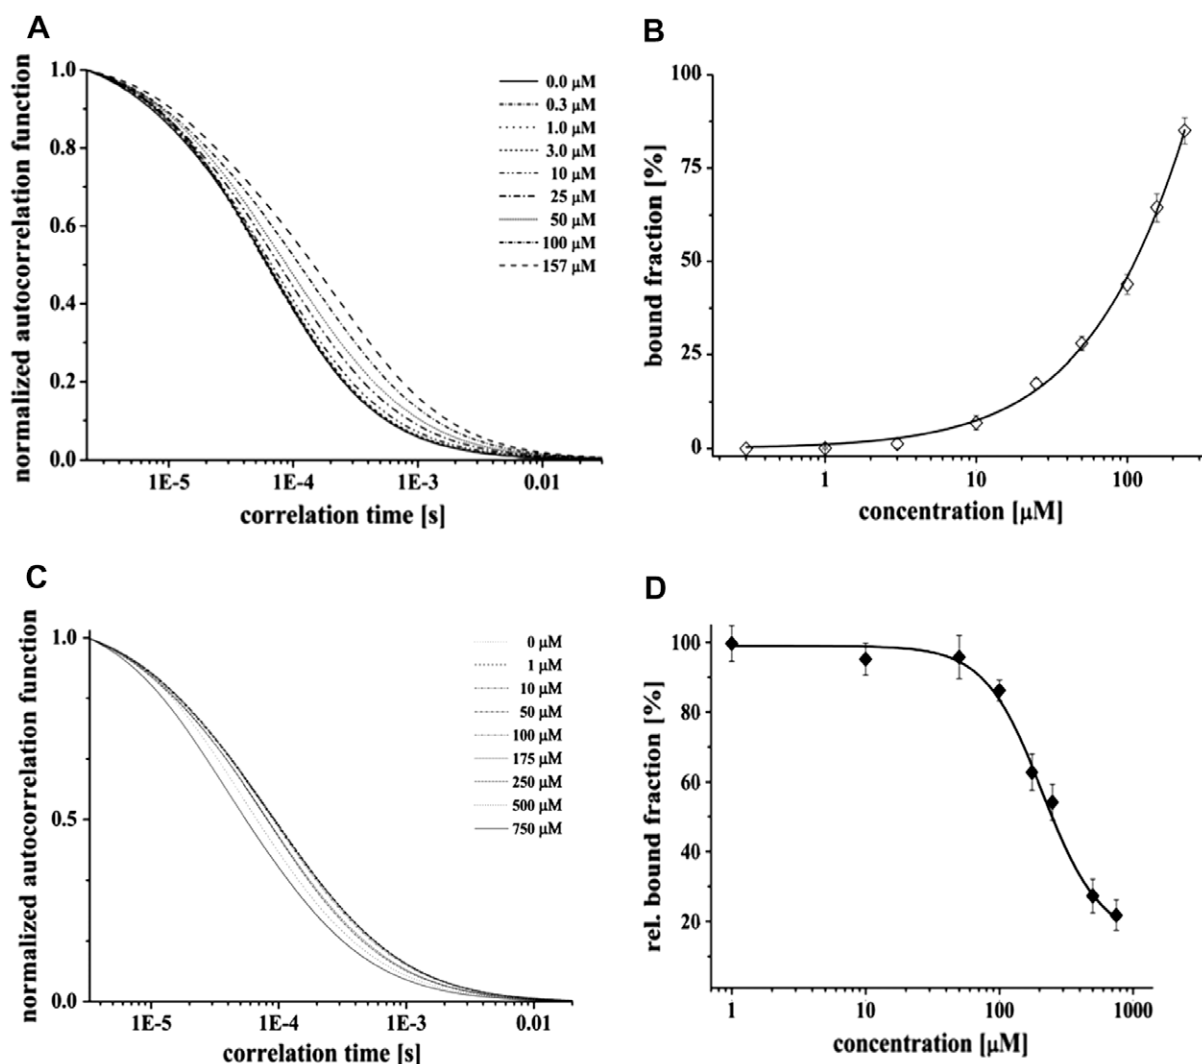 A
normalized autocorrelation function
1.0
0.8
0.6
0.4
0.2
0.0
0.0 μM
0.3 μM
1.0 μM
3.0 μM
10 μM
25 μM
50 μM
100 μM
157 μM
1E-5
1E-4
1E-3
0.01
correlation time [s]
B
bound fraction [%]
100
75
50
25
0
1
10
100
concentration [μM]
C
normalized autocorrelation function
1.0
0.5
0.0
0 μM
1 μM
10 μM
50 μM
100 μM
175 μM
250 μM
500 μM
750 μM
1E-5
1E-4
1E-3
0.01
correlation time [s]
D
rel. bound fraction [%]
100
80
60
40
20
1
10
100
1000
concentration [μM]